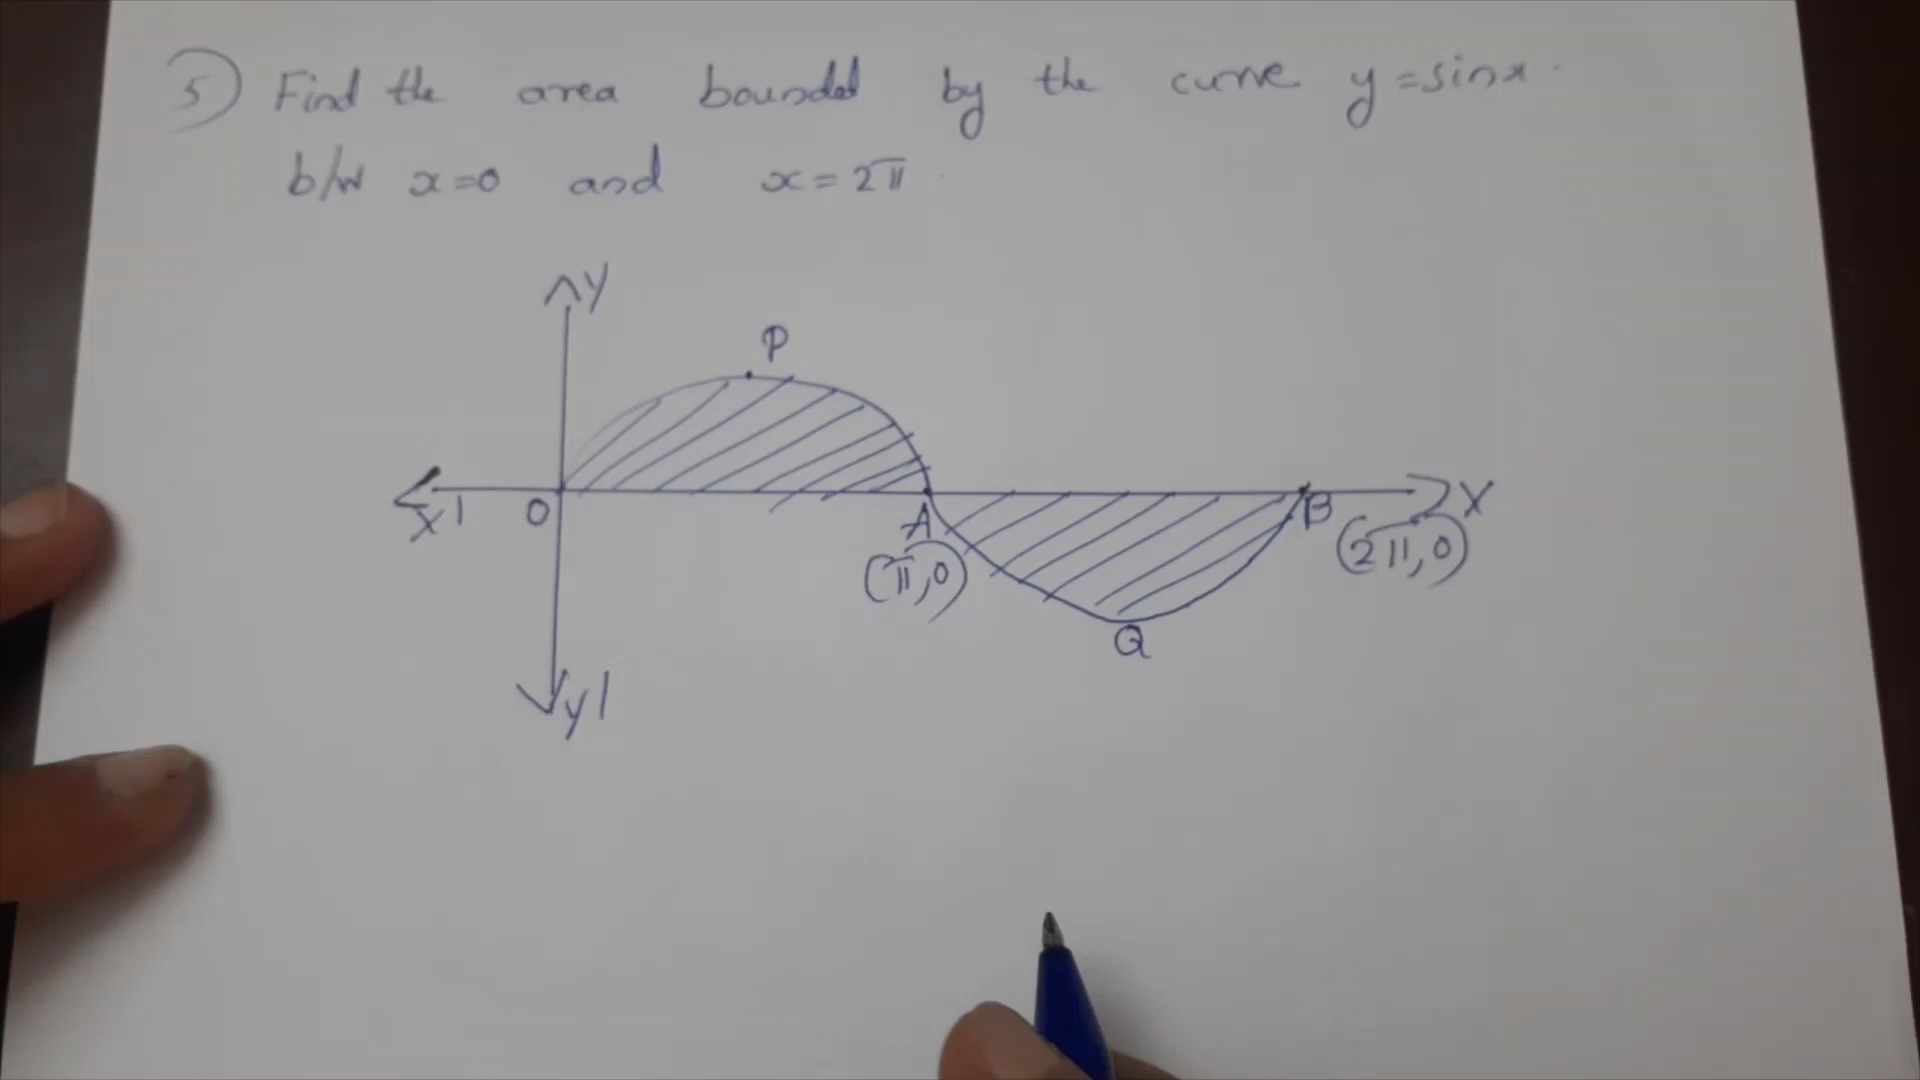 5) Find the area bounded by the curve y=sinx.
b/w x=0 and x=2π
Y
P
X' O A B X
(π,0) (2π,0)
Q
y'